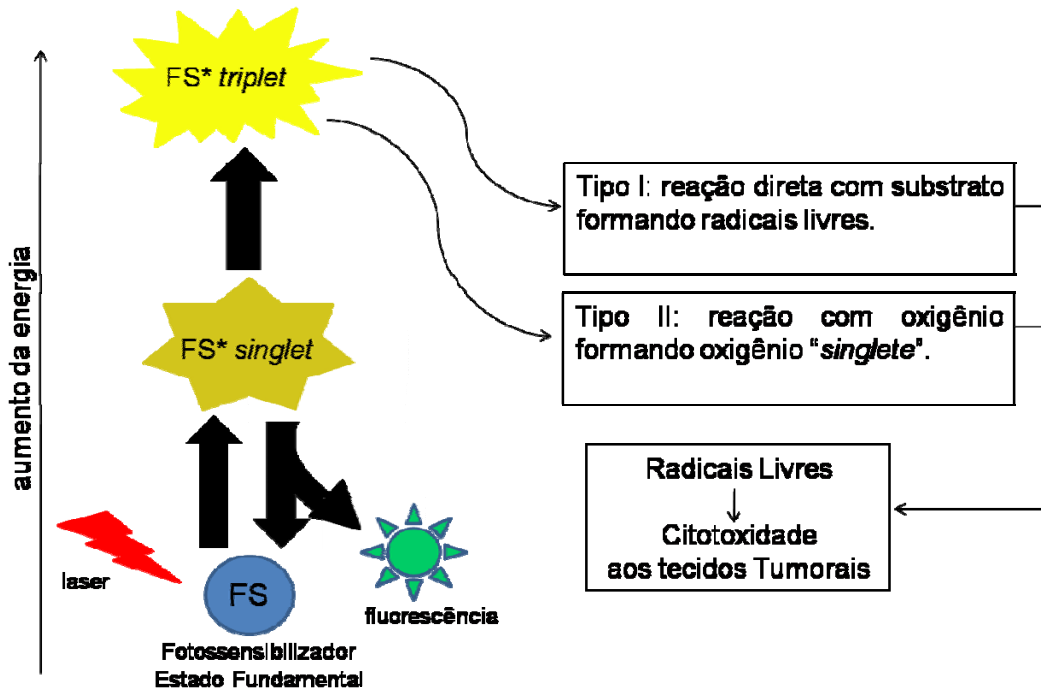 aumento da energia
FS* triplet
FS* singlet
laser
FS
Fotossensibilizador
Estado Fundamental
fluorescência
Tipo I: reação direta com substrato
formando radicais livres.
Tipo II: reação com oxigênio
formando oxigênio “singlete”.
Radicais Livres
Citotoxidade
aos tecidos Tumorais